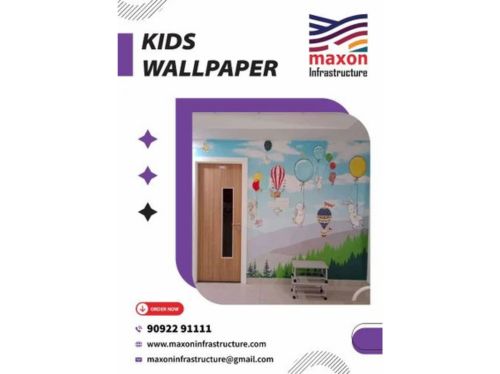 KIDS
WALLPAPER
maxon
Infrastructure
ORDER NOW
90922 91111
www.maxoninfrastructure.com
maxoninfrastructure@gmail.com